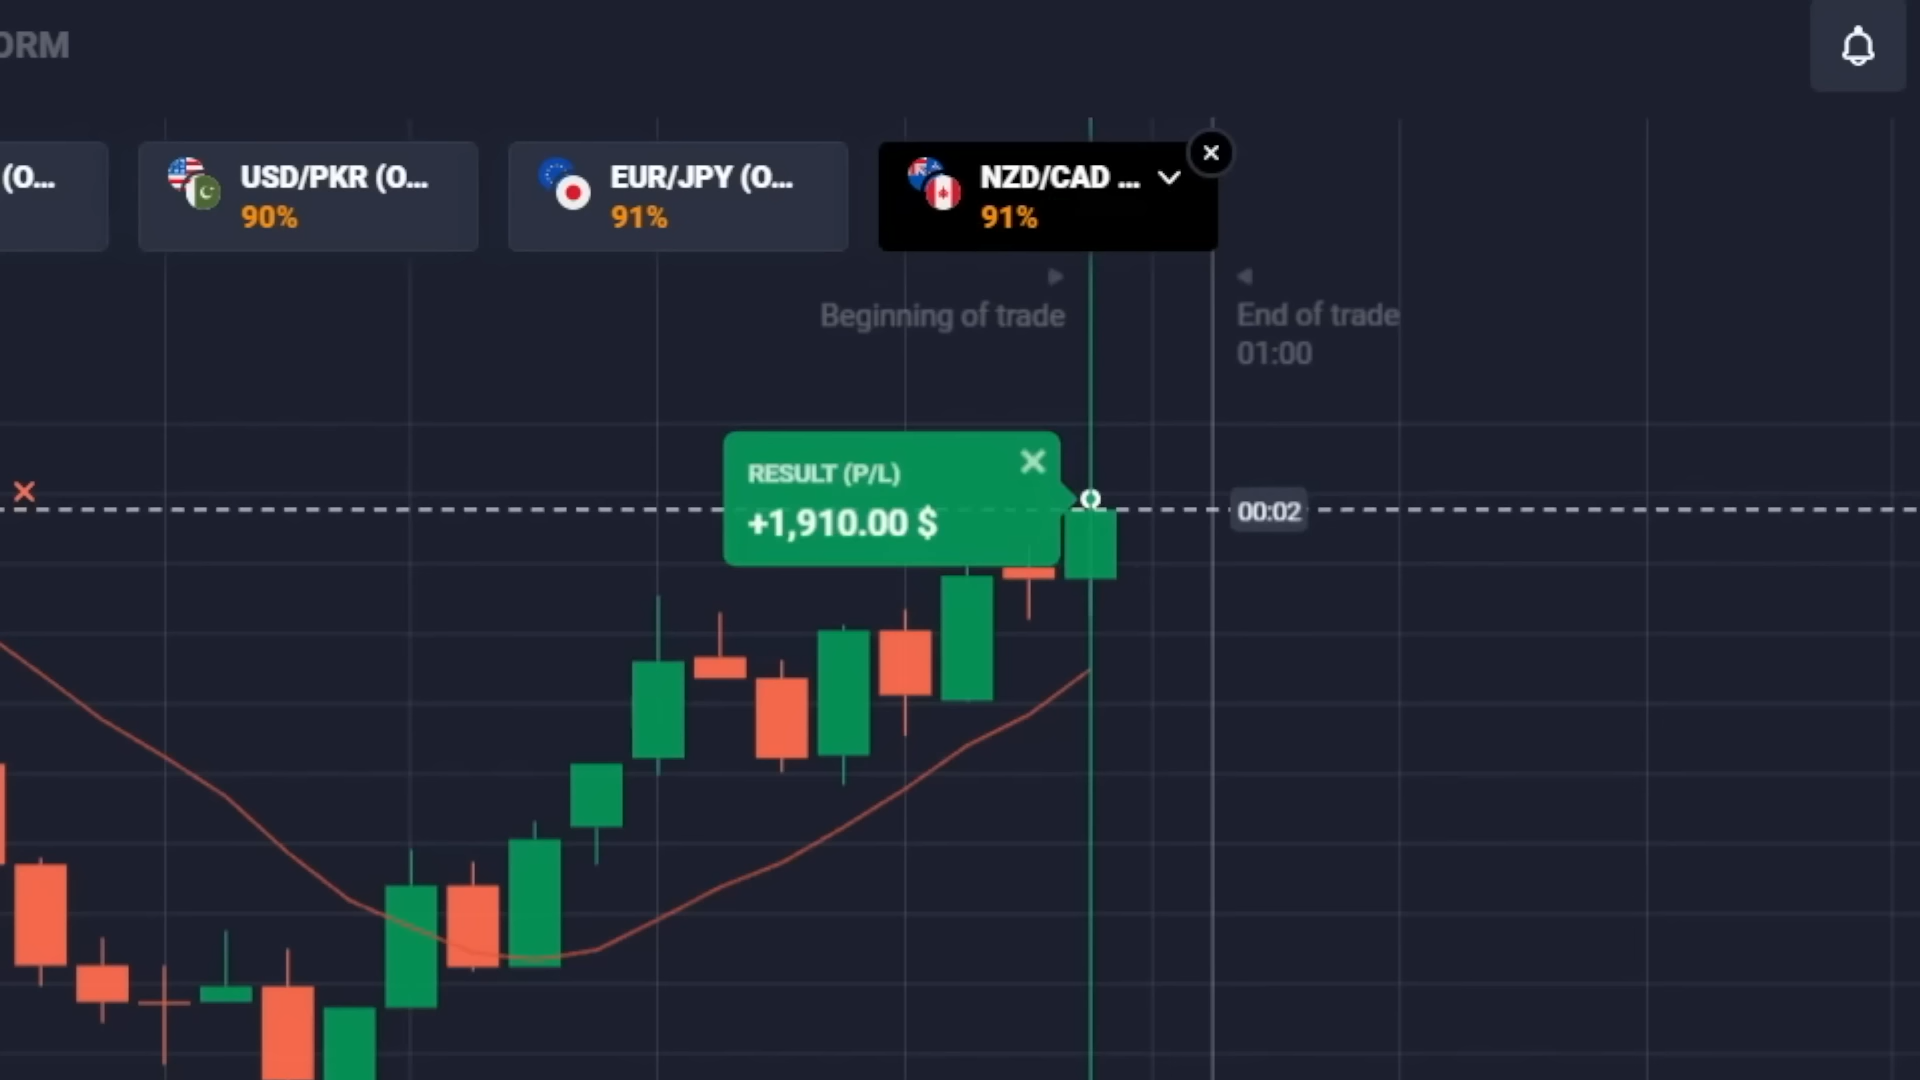 ORM
(O...
USD/PKR (O...
90%
EUR/JPY (O...
91%
NZD/CAD ...
91%
Beginning of trade
End of trade
01:00
RESULT (P/L)
+1,910.00 $
00:02